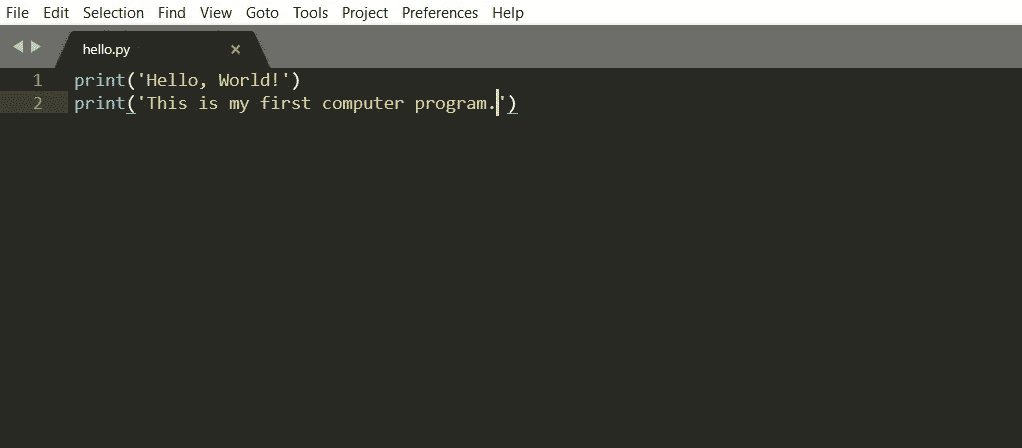 File Edit Selection Find View Goto Tools Project Preferences Help
hello.py ×
1 print('Hello, World!')
2 print('This is my first computer program.')